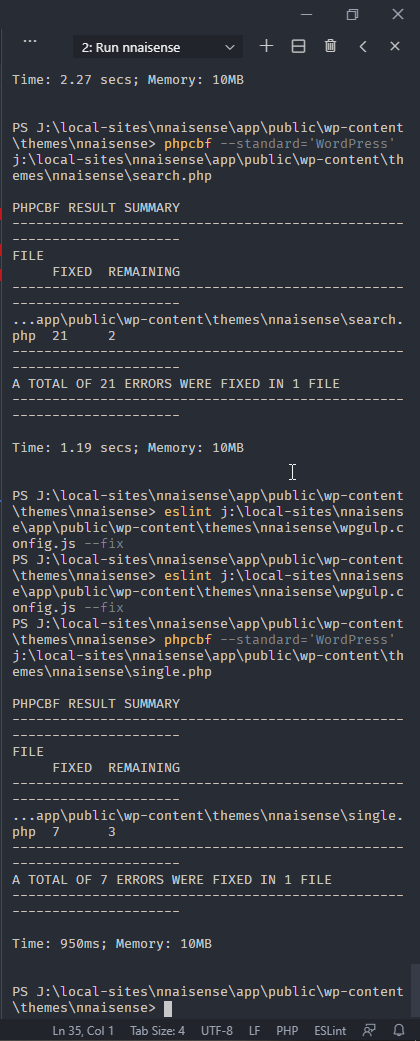 2: Run nnaisense
Time: 2.27 secs; Memory: 10MB
PS J:\local-sites\nnaisense\app\public\wp-content
\themes\nnaisense> phpcbf --standard='WordPress'
j:\local-sites\nnaisense\app\public\wp-content\th
emes\nnaisense\search.php
PHPCBF RESULT SUMMARY
-------------------------------------------------
---------------------
FILE
FIXED  REMAINING
-------------------------------------------------
---------------------
...app\public\wp-content\themes\nnaisense\search.
php  21     2
-------------------------------------------------
---------------------
A TOTAL OF 21 ERRORS WERE FIXED IN 1 FILE
-------------------------------------------------
---------------------
Time: 1.19 secs; Memory: 10MB
PS J:\local-sites\nnaisense\app\public\wp-content
\themes\nnaisense> eslint j:\local-sites\nnaisens
e\app\public\wp-content\themes\nnaisense\wpgulp.c
onfig.js --fix
PS J:\local-sites\nnaisense\app\public\wp-content
\themes\nnaisense> eslint j:\local-sites\nnaisens
e\app\public\wp-content\themes\nnaisense\wpgulp.c
onfig.js --fix
PS J:\local-sites\nnaisense\app\public\wp-content
\themes\nnaisense> phpcbf --standard='WordPress'
j:\local-sites\nnaisense\app\public\wp-content\th
emes\nnaisense\single.php
PHPCBF RESULT SUMMARY
-------------------------------------------------
---------------------
FILE
FIXED  REMAINING
-------------------------------------------------
---------------------
...app\public\wp-content\themes\nnaisense\single.
php  7      3
-------------------------------------------------
---------------------
A TOTAL OF 7 ERRORS WERE FIXED IN 1 FILE
-------------------------------------------------
---------------------
Time: 950ms; Memory: 10MB
PS J:\local-sites\nnaisense\app\public\wp-content
\themes\nnaisense>
Ln 35, Col 1 Tab Size: 4 UTF-8 LF PHP ESLint